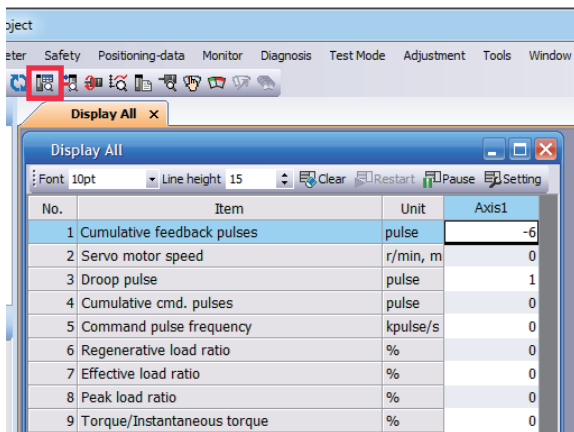 oject
eter Safety Positioning-data Monitor Diagnosis Test Mode Adjustment Tools Window
Display All ×
Display All
Font 10pt Line height 15 Clear Restart Pause Setting
No. Item Unit Axis1
1 Cumulative feedback pulses pulse -6
2 Servo motor speed r/min, m 0
3 Droop pulse pulse 1
4 Cumulative cmd. pulses pulse 0
5 Command pulse frequency kpulse/s 0
6 Regenerative load ratio % 0
7 Effective load ratio % 0
8 Peak load ratio % 0
9 Torque/Instantaneous torque % 0